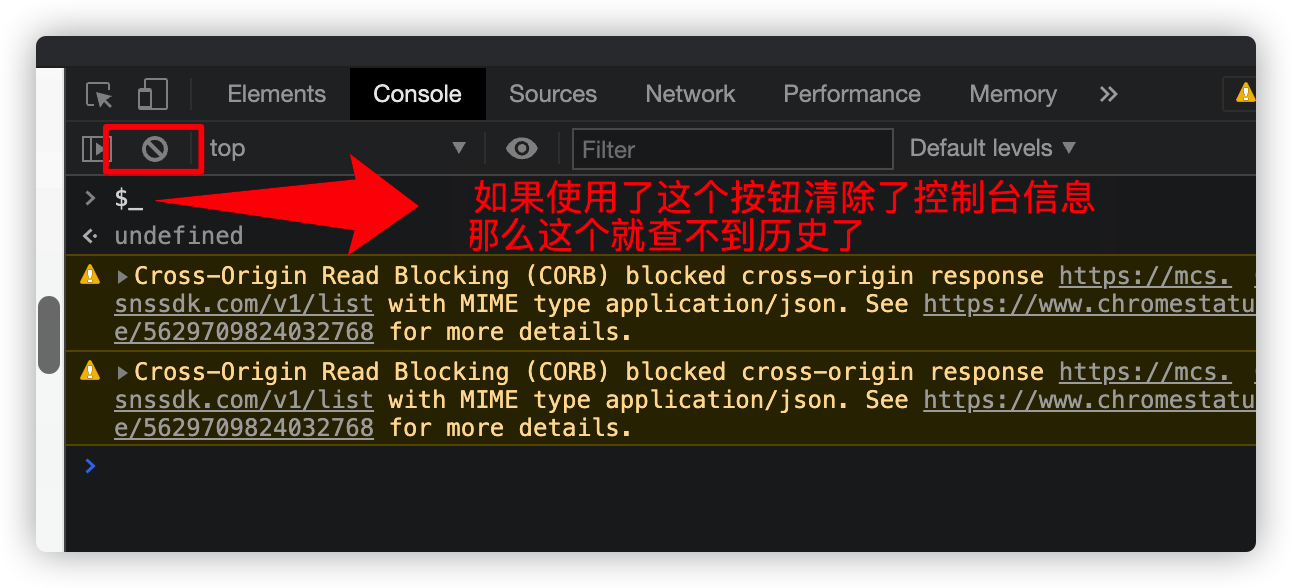 Elements Console Sources Network Performance Memory
top Filter Default levels
$_
如果使用了这个按钮清除了控制台信息
那么这个就查不到历史了
undefined
Cross-Origin Read Blocking (CORB) blocked cross-origin response https://mcs.
snssdk.com/v1/list with MIME type application/json. See https://www.chromestatu
e/5629709824032768 for more details.
Cross-Origin Read Blocking (CORB) blocked cross-origin response https://mcs.
snssdk.com/v1/list with MIME type application/json. See https://www.chromestatu
e/5629709824032768 for more details.